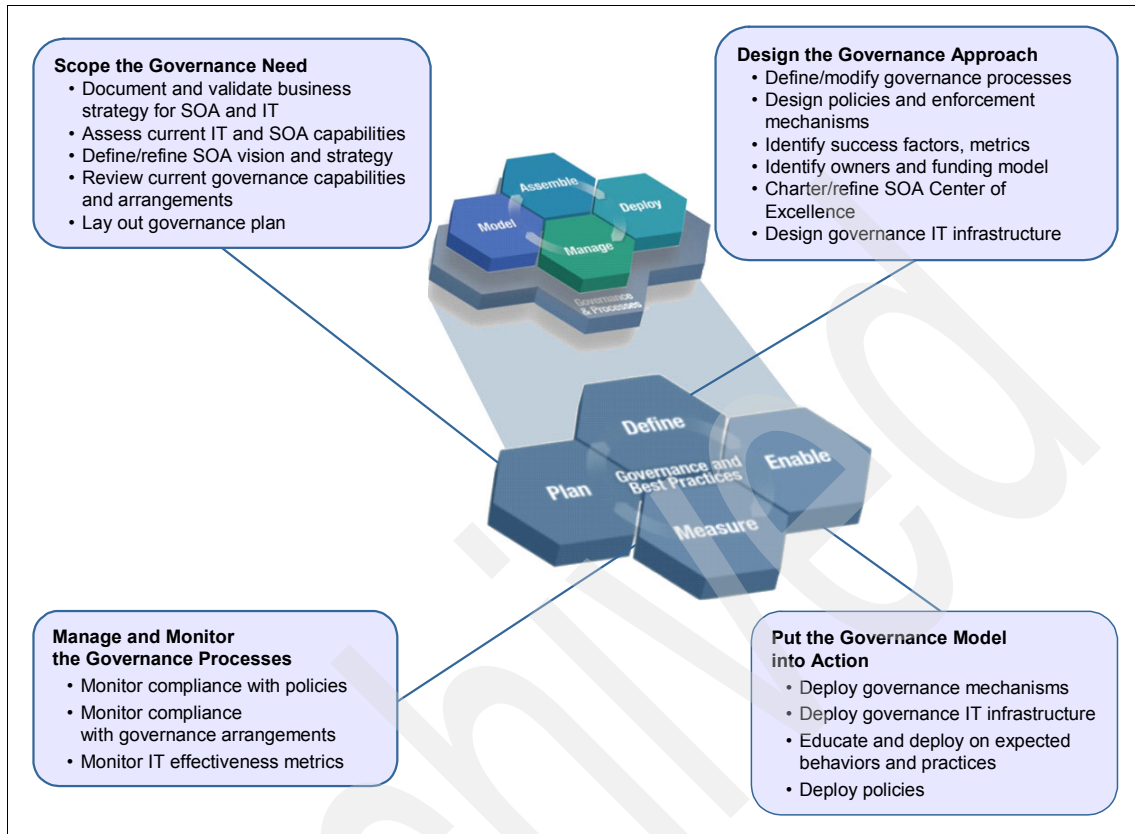 Scope the Governance Need
• Document and validate business
strategy for SOA and IT
• Assess current IT and SOA capabilities
• Define/refine SOA vision and strategy
• Review current governance capabilities
and arrangements
• Lay out governance plan
Design the Governance Approach
• Define/modify governance processes
• Design policies and enforcement
mechanisms
• Identify success factors, metrics
• Identify owners and funding model
• Charter/refine SOA Center of
Excellence
• Design governance IT infrastructure
Assemble
Deploy
Model
Manage
Governance
& Processes
Define
Enable
Governance and
Best Practices
Plan
Measure
Manage and Monitor
the Governance Processes
• Monitor compliance with policies
• Monitor compliance
with governance arrangements
• Monitor IT effectiveness metrics
Put the Governance Model
into Action
• Deploy governance mechanisms
• Deploy governance IT infrastructure
• Educate and deploy on expected
behaviors and practices
• Deploy policies